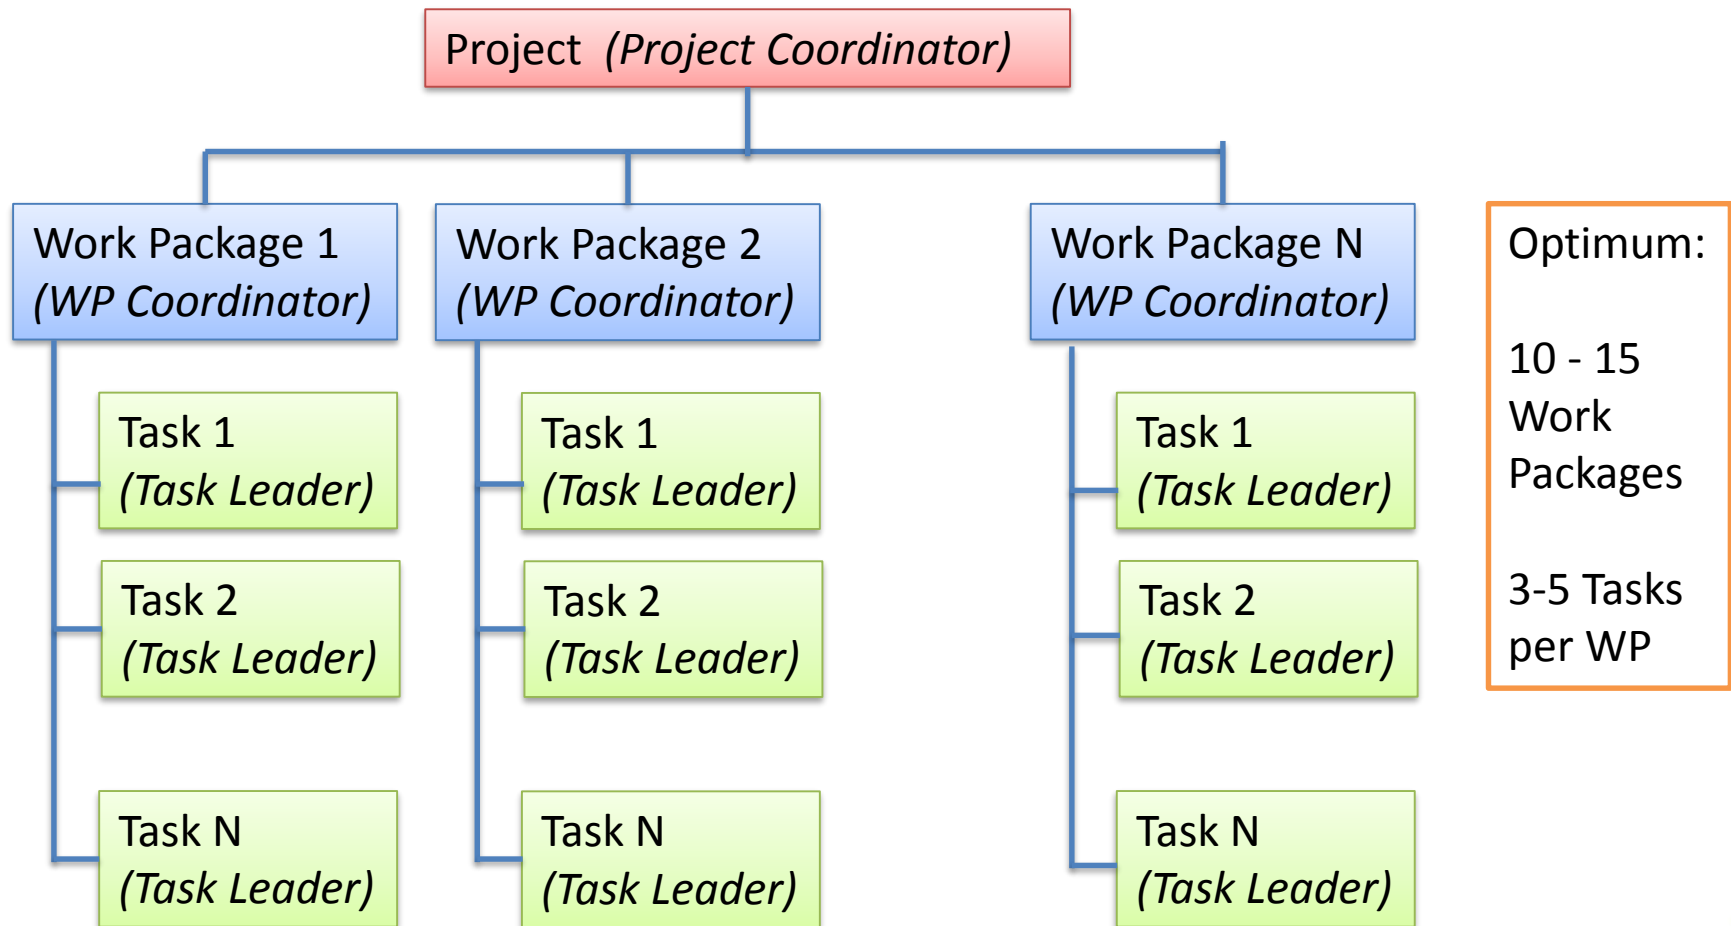 Project (Project Coordinator)
Work Package 1
(WP Coordinator)
Task 1
(Task Leader)
Task 2
(Task Leader)
Task N
(Task Leader)
Work Package 2
(WP Coordinator)
Task 1
(Task Leader)
Task 2
(Task Leader)
Task N
(Task Leader)
Work Package N
(WP Coordinator)
Task 1
(Task Leader)
Task 2
(Task Leader)
Task N
(Task Leader)
Optimum:
10 - 15
Work
Packages
3-5 Tasks
per WP